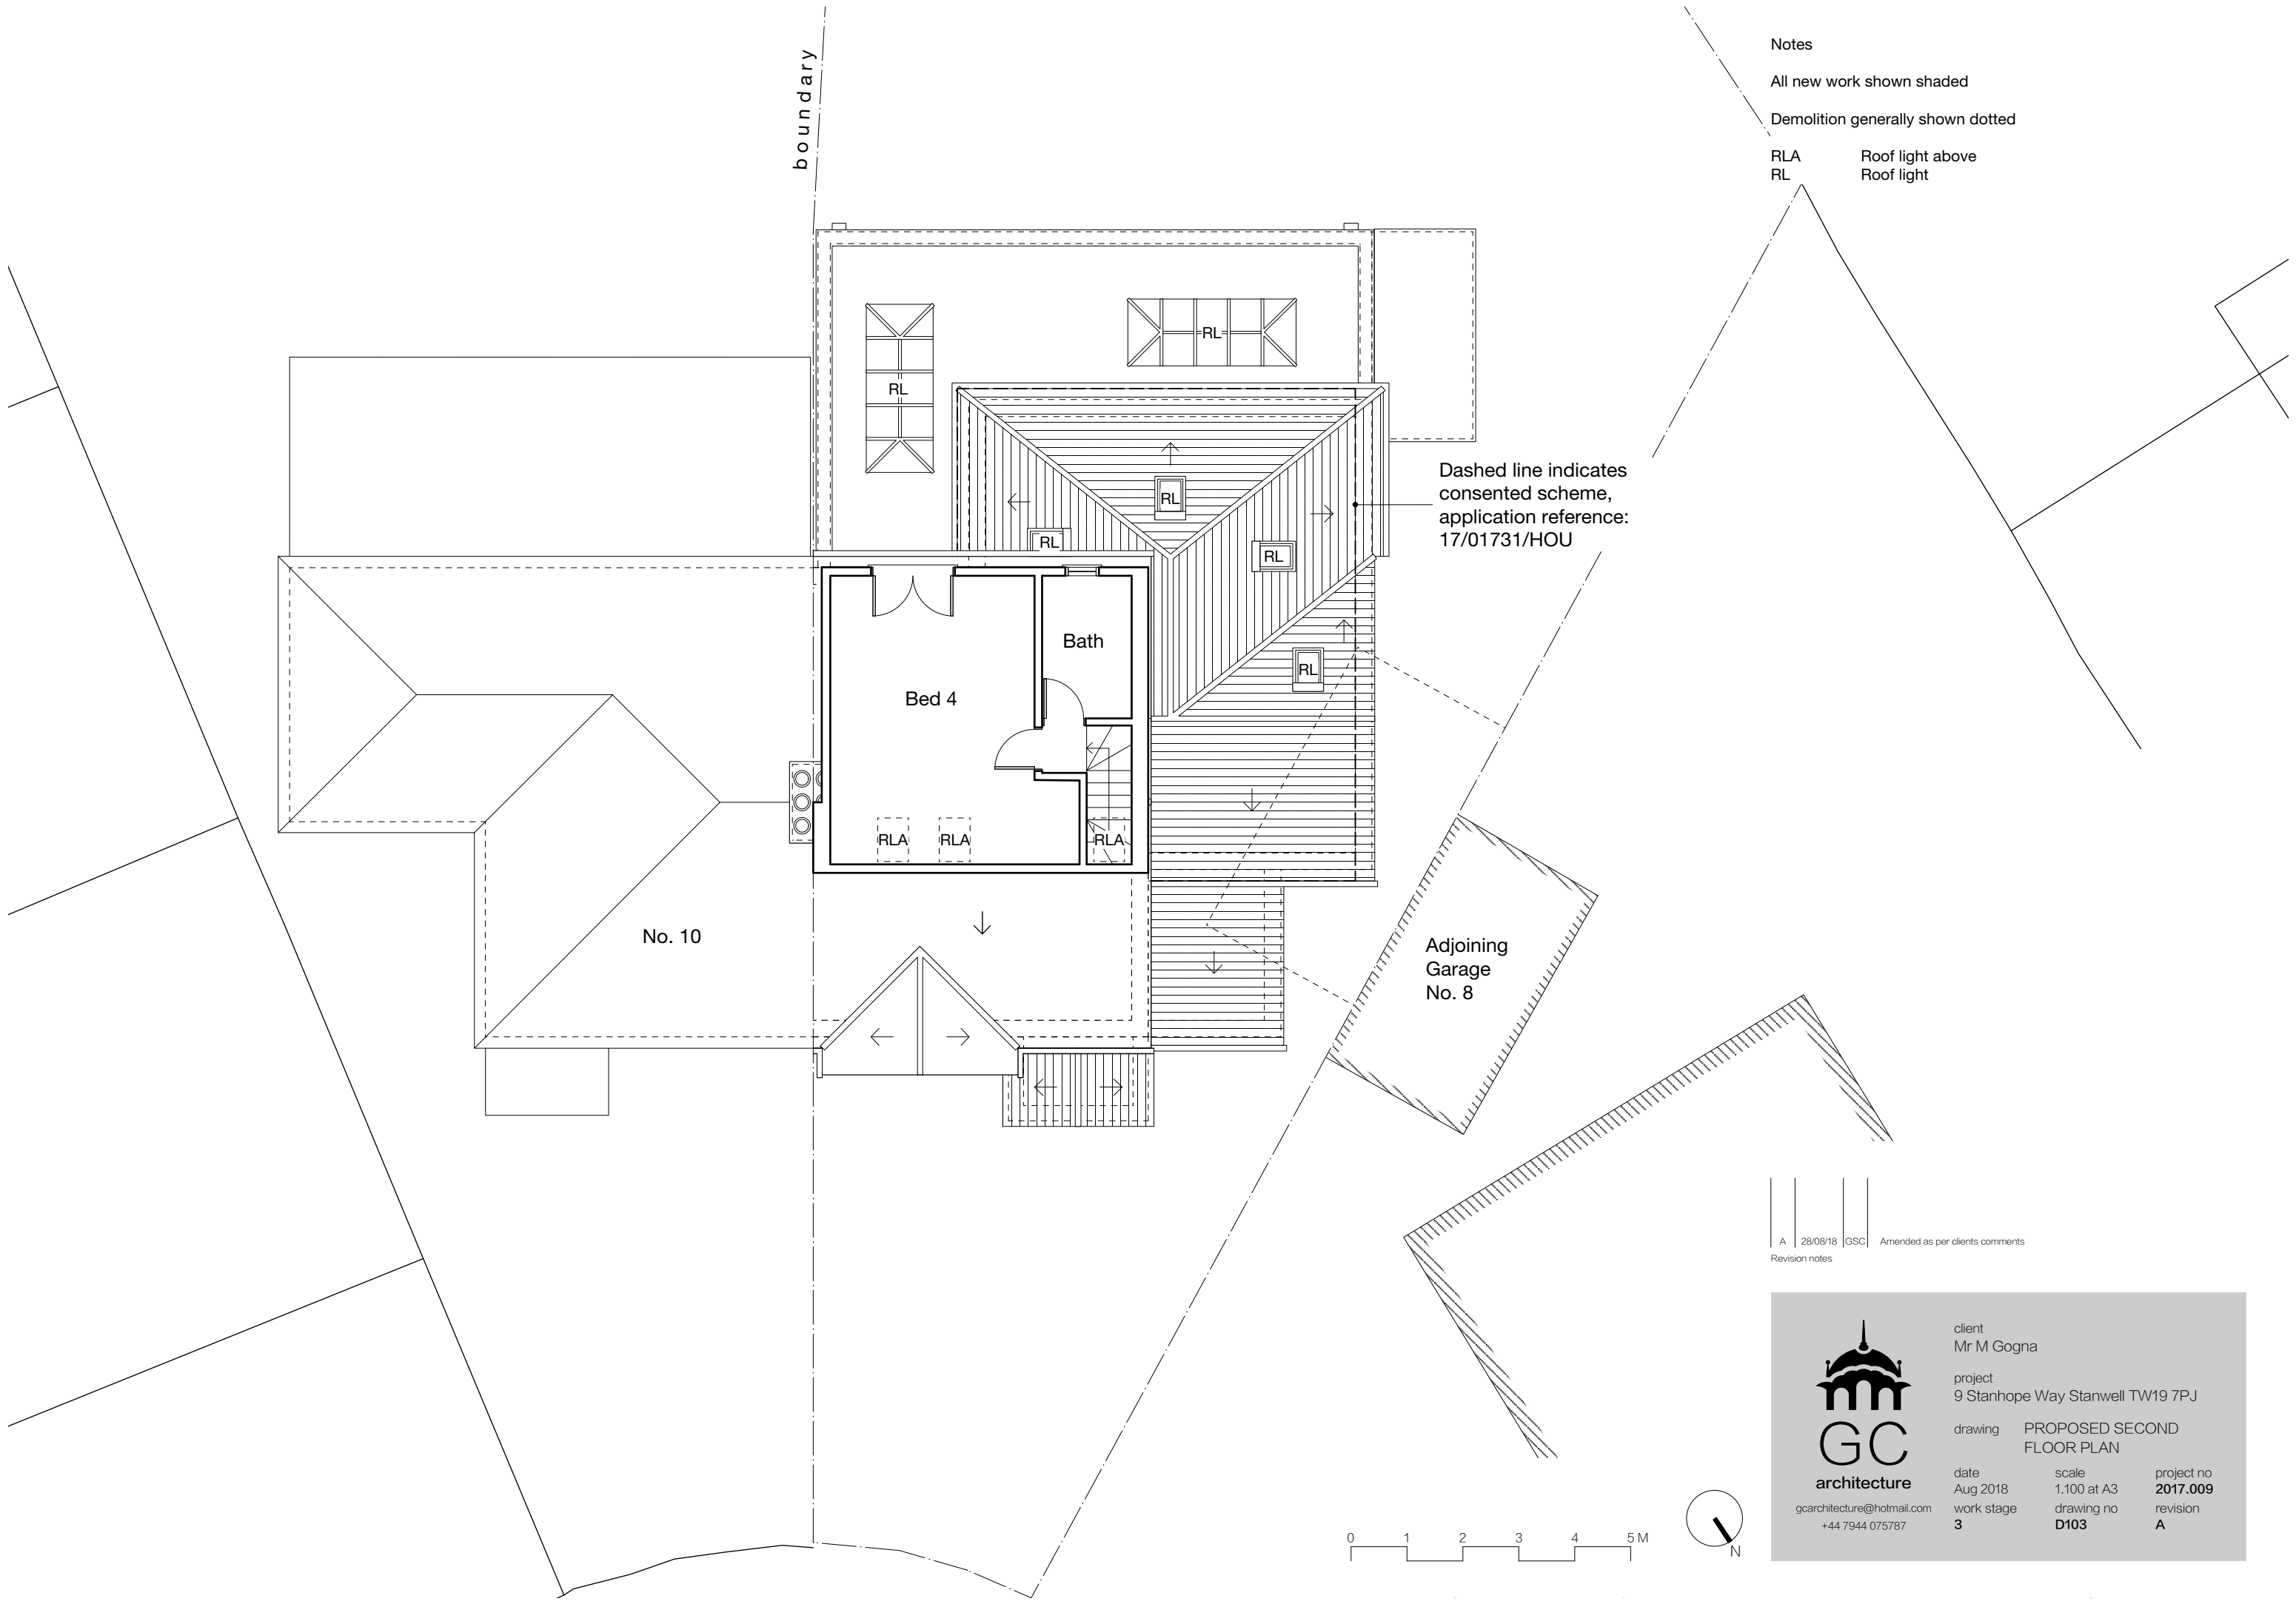 boundary
Notes
All new work shown shaded
Demolition generally shown dotted
RLA Roof light above
RL Roof light
RL
RL
RL
RL
RL
RL
Dashed line indicates
consented scheme,
application reference:
17/01731/HOU
Bath
Bed 4
RLA RLA RLA
No. 10
Adjoining
Garage
No. 8
A 28/08/18 GSC Amended as per clients comments
Revision notes
client
Mr M Gogna
project
9 Stanhope Way Stanwell TW19 7PJ
drawing PROPOSED SECOND
FLOOR PLAN
date scale project no
Aug 2018 1.100 at A3 2017.009
work stage drawing no revision
3 D103 A
GC
architecture
gcarchitecture@hotmail.com
+44 7944 075787
0 1 2 3 4 5 M
N